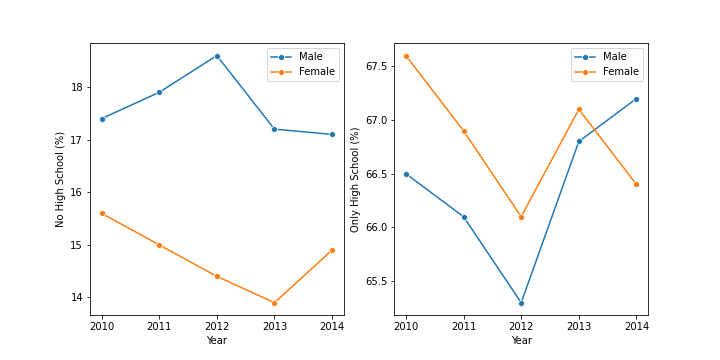 No High School (%)
18
17
16
15
14
2010 2011 2012 2013 2014
Year
Male
Female
Only High School (%)
67.5
67.0
66.5
66.0
65.5
2010 2011 2012 2013 2014
Year
Male
Female